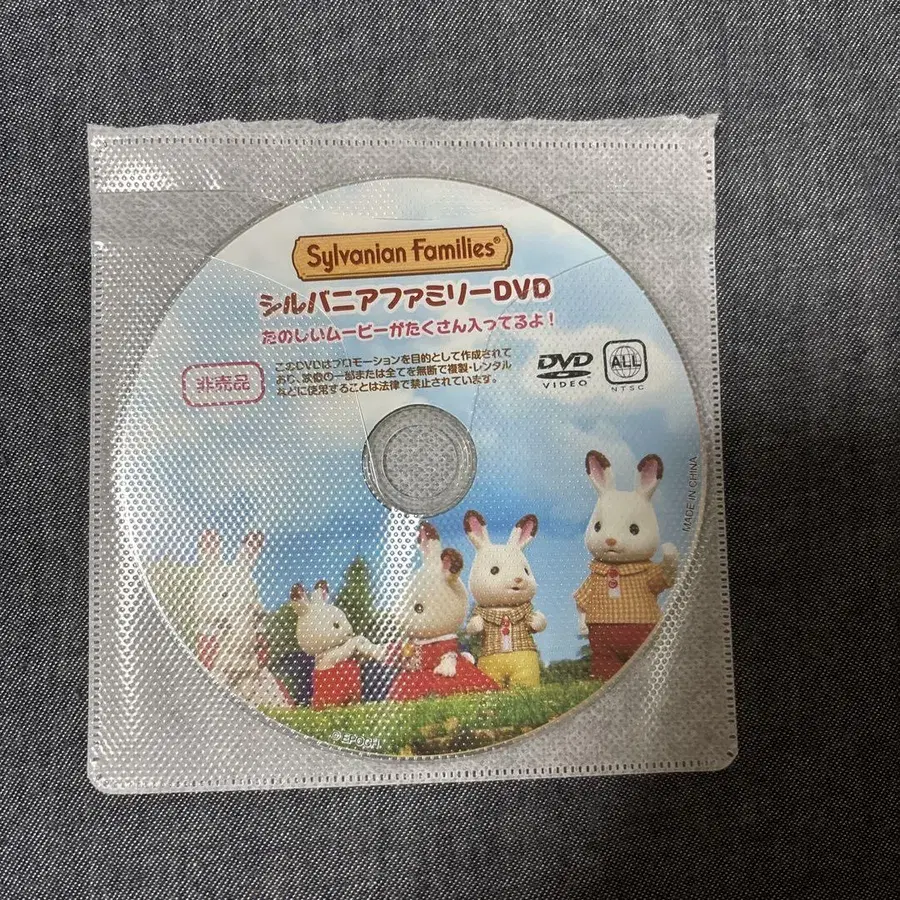 Sylvanian Families®
シルバニアファミリーDVD
たのしいムービーがたくさん入ってるよ!
非売品
このDVDはプロモーションを目的として作成されて
おり、映像の一部または全てを無断で複製・レンタル
などに使用することは法律で禁止されています。
DVD
VIDEO
ALL
NTSC
MADE IN CHINA
© EPOCH